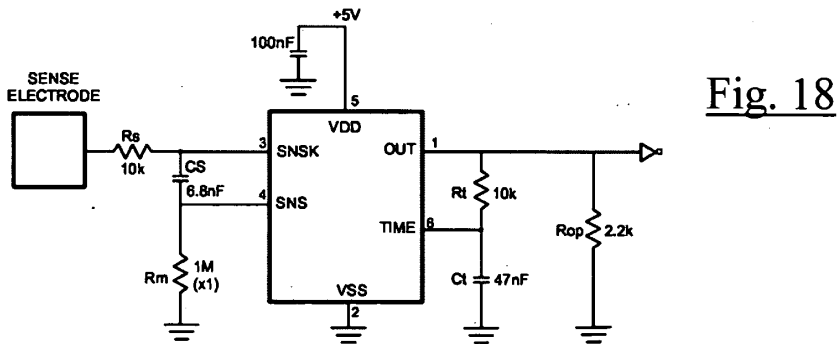 +5V
100nF
SENSE
ELECTRODE
Fig. 18
5
VDD
Rs
10k
3
SNSK
OUT
1
CS
6.8nF
4
SNS
Rt
10k
TIME
6
Rop
2.2k
Rm
1M
(x1)
Ct
47nF
VSS
2